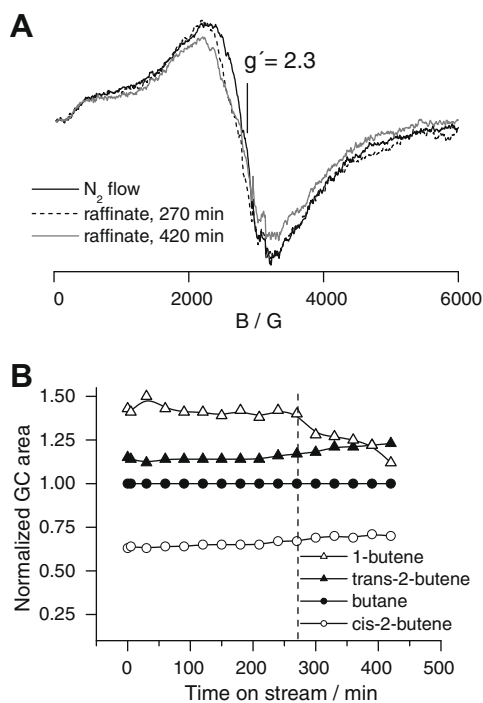 A
g´= 2.3
N2 flow
raffinate, 270 min
raffinate, 420 min
0 2000 4000 6000
B / G
B
1.50
1.25
1.00
0.75
0.50
0.25
Normalized GC area
1-butene
trans-2-butene
butane
cis-2-butene
0 100 200 300 400 500
Time on stream / min